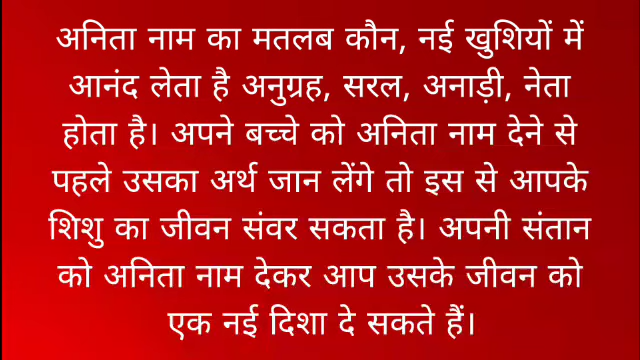 अनिता नाम का मतलब कौन, नई खुशियों में
आनंद लेता है अनुग्रह, सरल, अनाड़ी, नेता
होता है। अपने बच्चे को अनिता नाम देने से
पहले उसका अर्थ जान लेंगे तो इस से आपके
शिशु का जीवन संवर सकता है। अपनी संतान
को अनिता नाम देकर आप उसके जीवन को
एक नई दिशा दे सकते हैं।